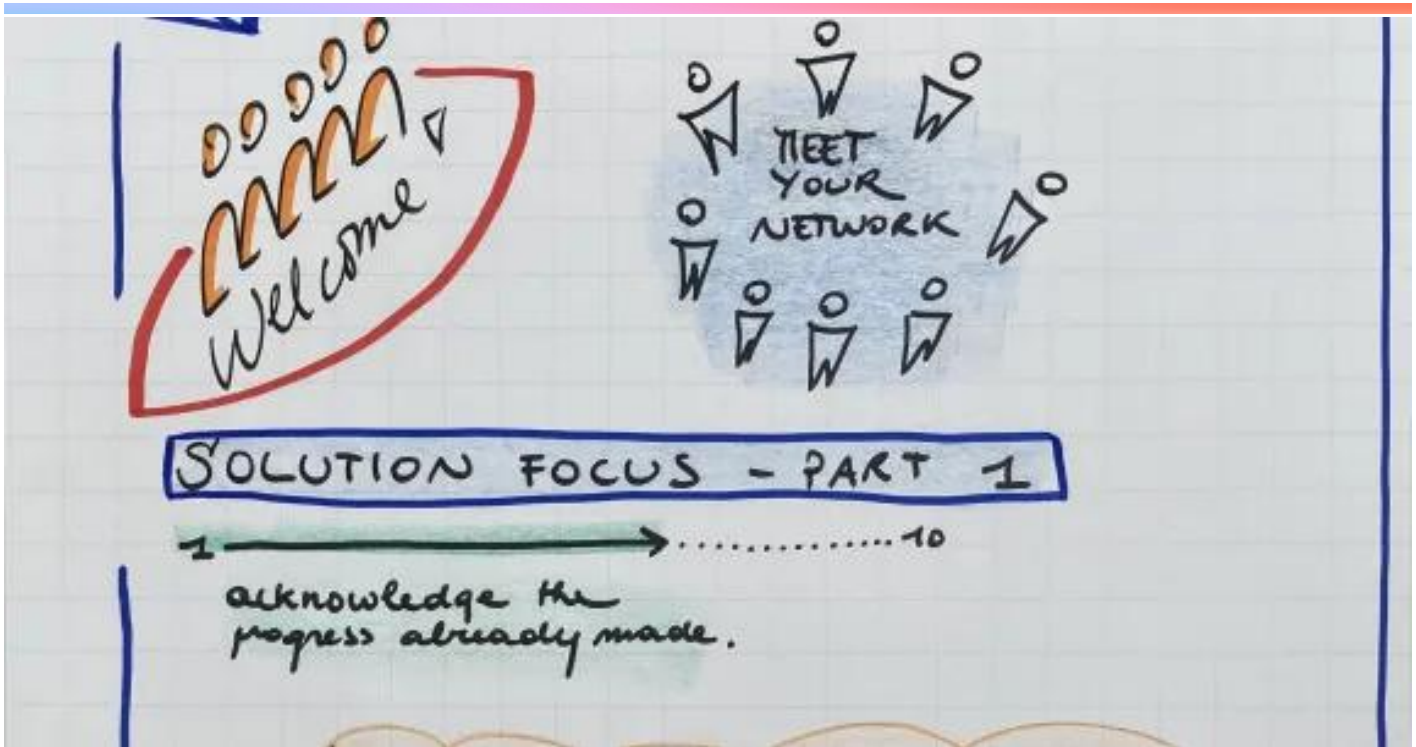 Welcome
MEET
YOUR
NETWORK
SOLUTION FOCUS - PART 1
1 10
acknowledge the
progress already made.